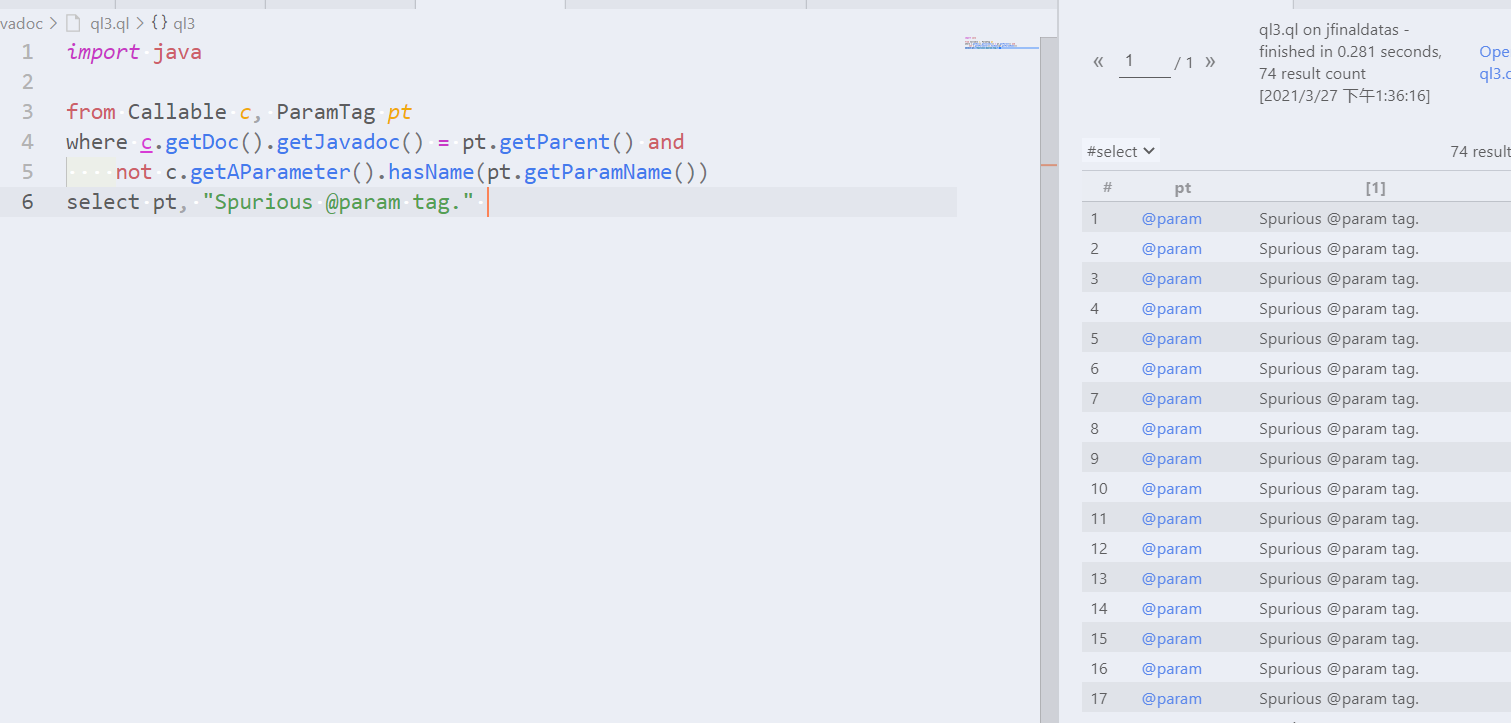 vadoc > ql3.ql > {} ql3
1 import java
2
3 from Callable c, ParamTag pt
4 where c.getDoc().getJavadoc() = pt.getParent() and
5 not c.getAParameter().hasName(pt.getParamName())
6 select pt, "Spurious @param tag."
« 1 / 1 »
ql3.ql on jfinaldatas -
finished in 0.281 seconds,
74 result count
[2021/3/27 下午1:36:16]
Ope
ql3.q
#select
74 result
# pt [1]
1 @param Spurious @param tag.
2 @param Spurious @param tag.
3 @param Spurious @param tag.
4 @param Spurious @param tag.
5 @param Spurious @param tag.
6 @param Spurious @param tag.
7 @param Spurious @param tag.
8 @param Spurious @param tag.
9 @param Spurious @param tag.
10 @param Spurious @param tag.
11 @param Spurious @param tag.
12 @param Spurious @param tag.
13 @param Spurious @param tag.
14 @param Spurious @param tag.
15 @param Spurious @param tag.
16 @param Spurious @param tag.
17 @param Spurious @param tag.